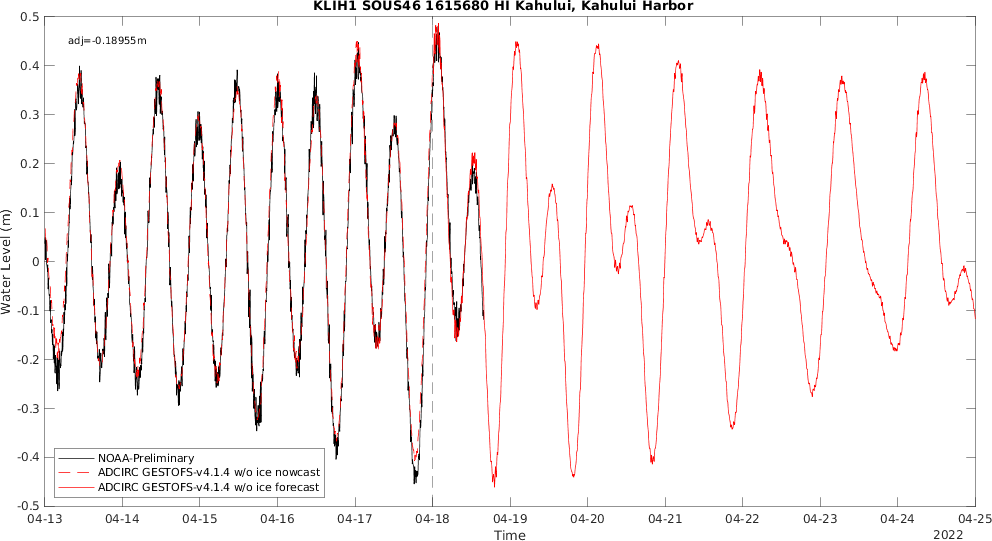 KLIH1 SOUS46 1615680 HI Kahului, Kahului Harbor
adj=-0.18955m
0.5
0.4
0.3
0.2
0.1
0
-0.1
-0.2
-0.3
-0.4
-0.5
Water Level (m)
NOAA-Preliminary
ADCIRC GESTOFS-v4.1.4 w/o ice nowcast
ADCIRC GESTOFS-v4.1.4 w/o ice forecast
04-13 04-14 04-15 04-16 04-17 04-18 04-19 04-20 04-21 04-22 04-23 04-24 04-25
Time
2022